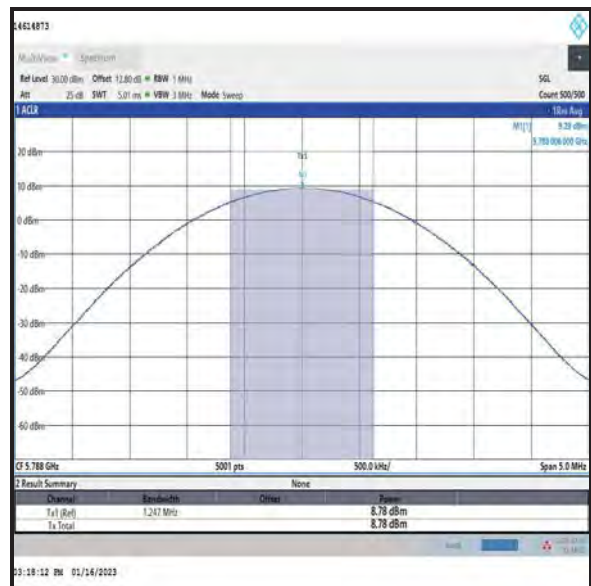 14614873
MultiView Spectrum
Ref Level 30.00 dBm Offset 12.80 dB RBW 1 MHz SGL
Att 25 dB SWT 5.01 ms VBW 3 MHz Mode Sweep Count 500/500
1 ACLR 1Rm Avg
M1[1] 9.29 dBm
5.788 006 000 GHz
20 dBm
Tx1
M1
10 dBm
0 dBm
-10 dBm
-20 dBm
-30 dBm
-40 dBm
-50 dBm
-60 dBm
CF 5.788 GHz 5001 pts 500.0 kHz/ Span 5.0 MHz
2 Result Summary None
Channel Bandwidth Offset Power
Tx1 (Ref) 1.247 MHz 8.78 dBm
Tx Total 8.78 dBm
03:18:12 PM 01/16/2023